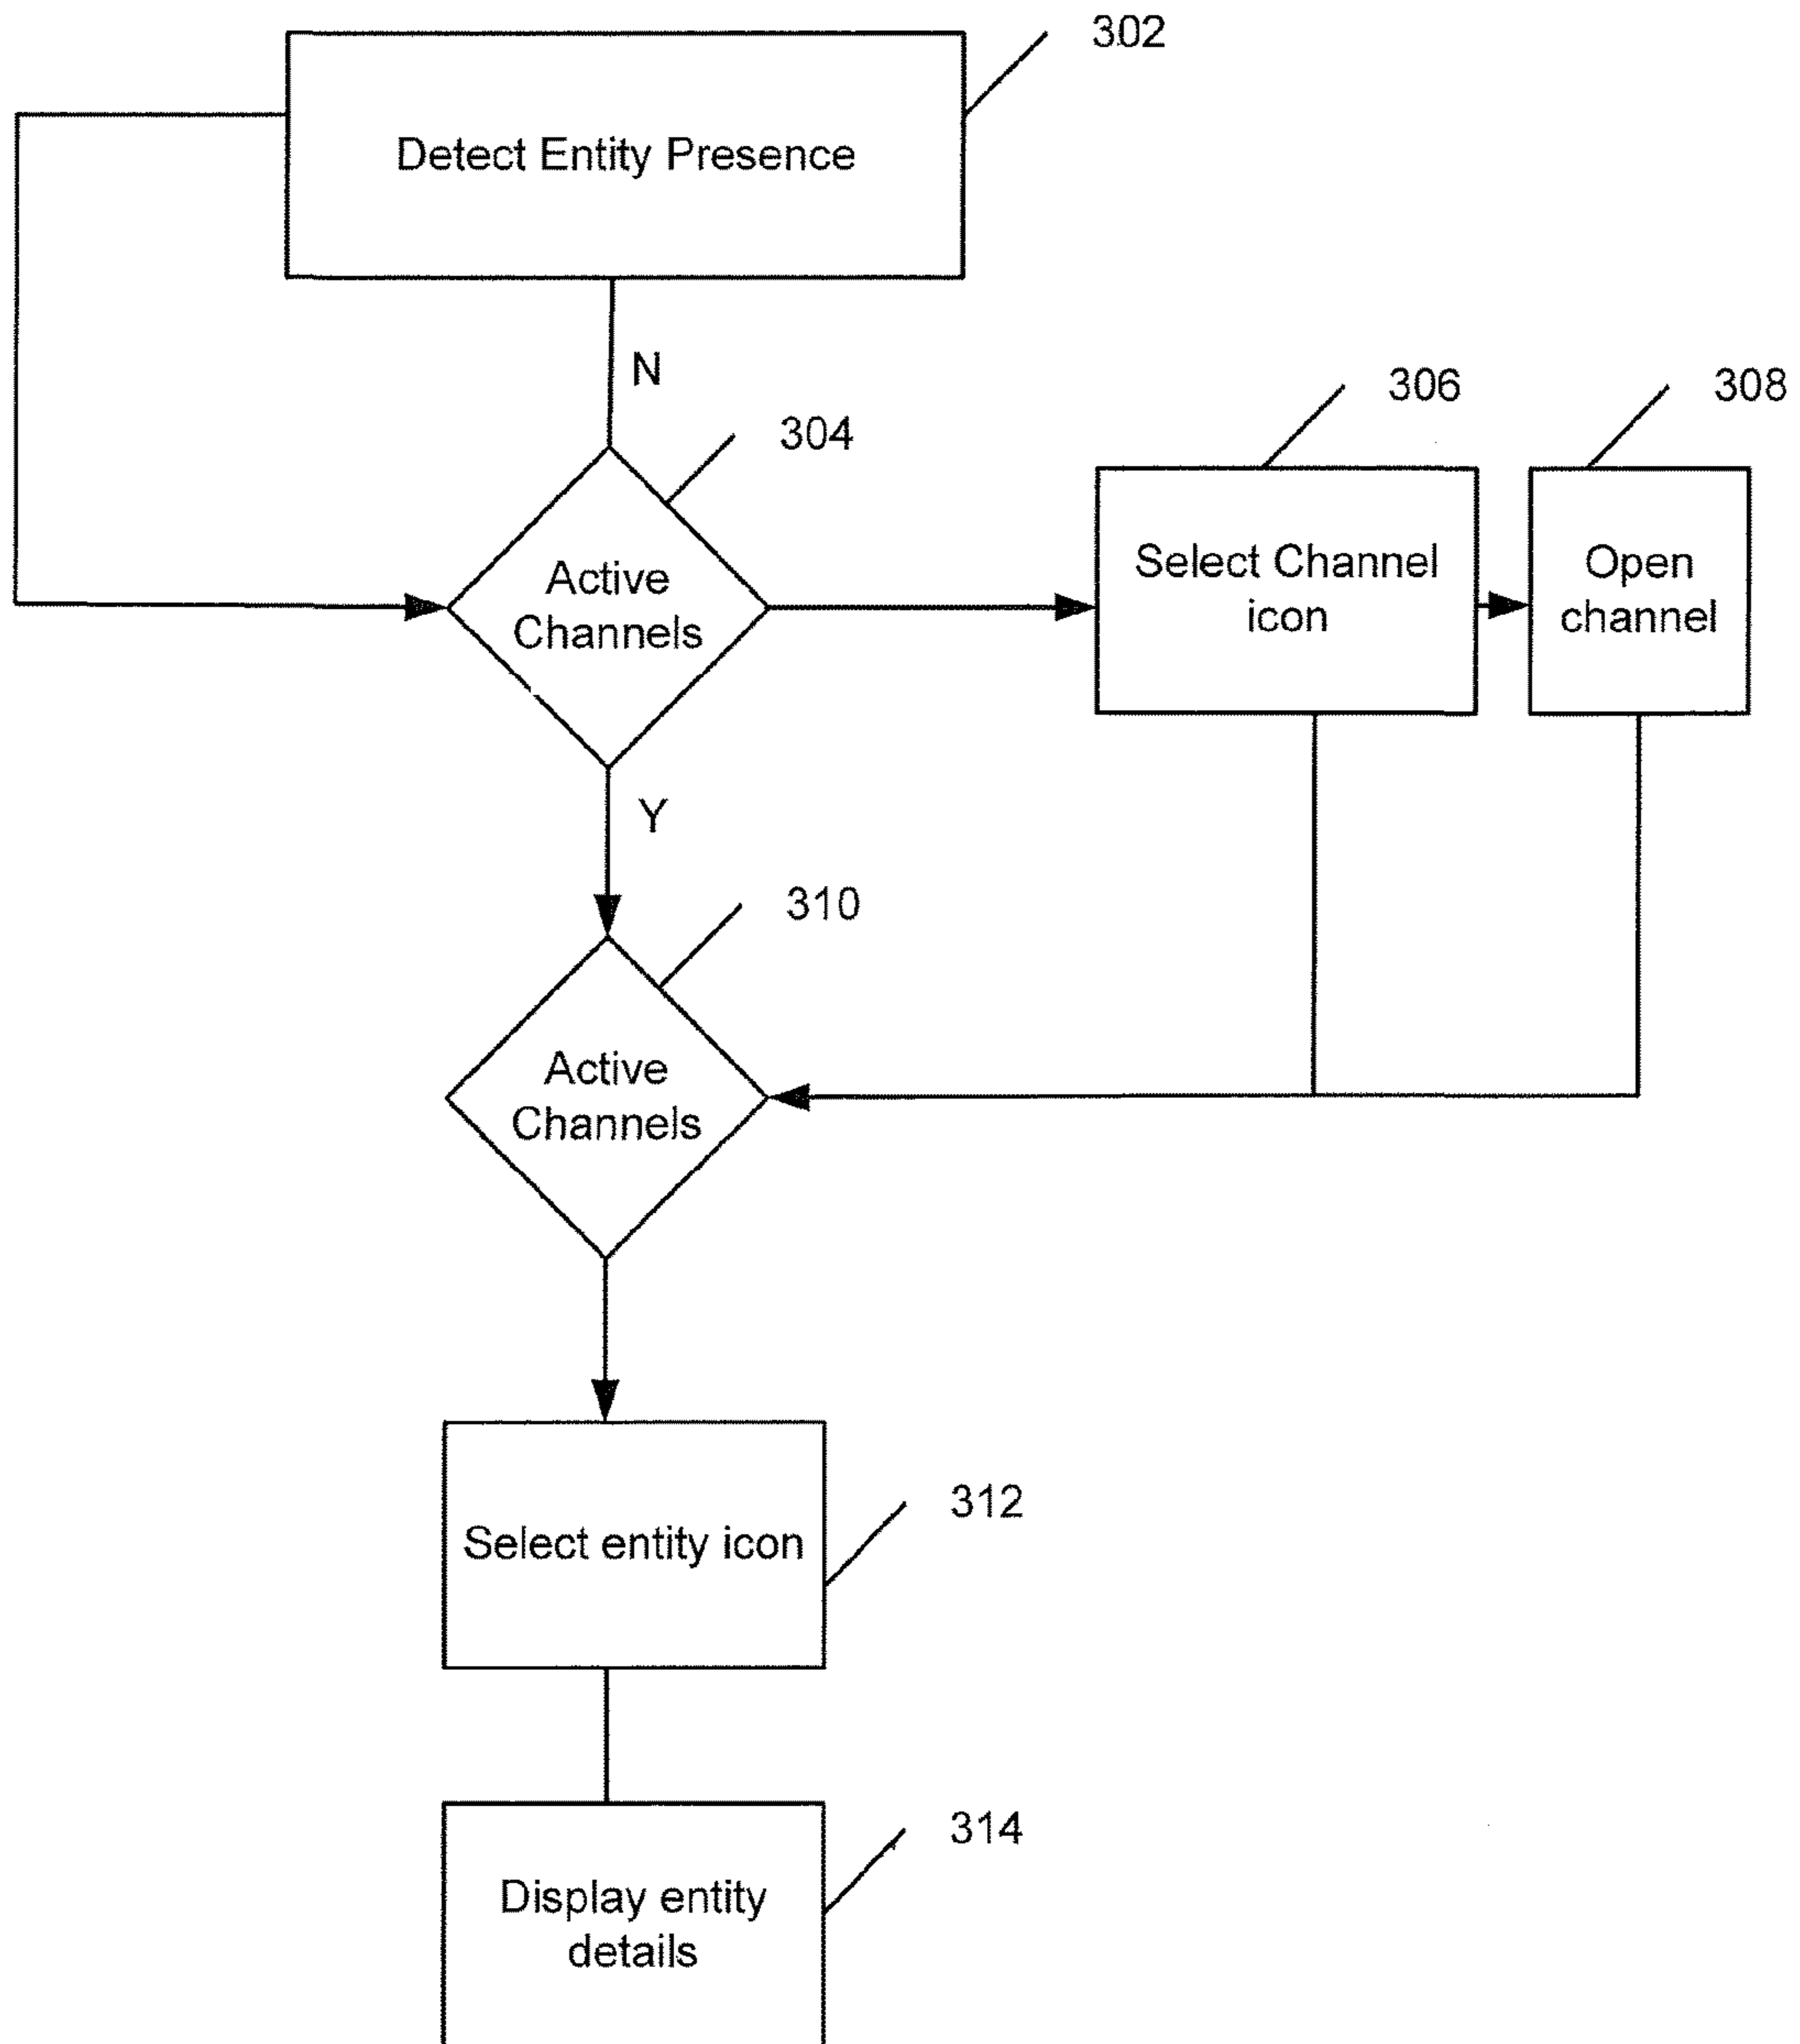 302
Detect Entity Presence
N
304
306
308
Active
Channels
Select Channel
icon
Open
channel
Y
310
Active
Channels
312
Select entity icon
314
Display entity
details